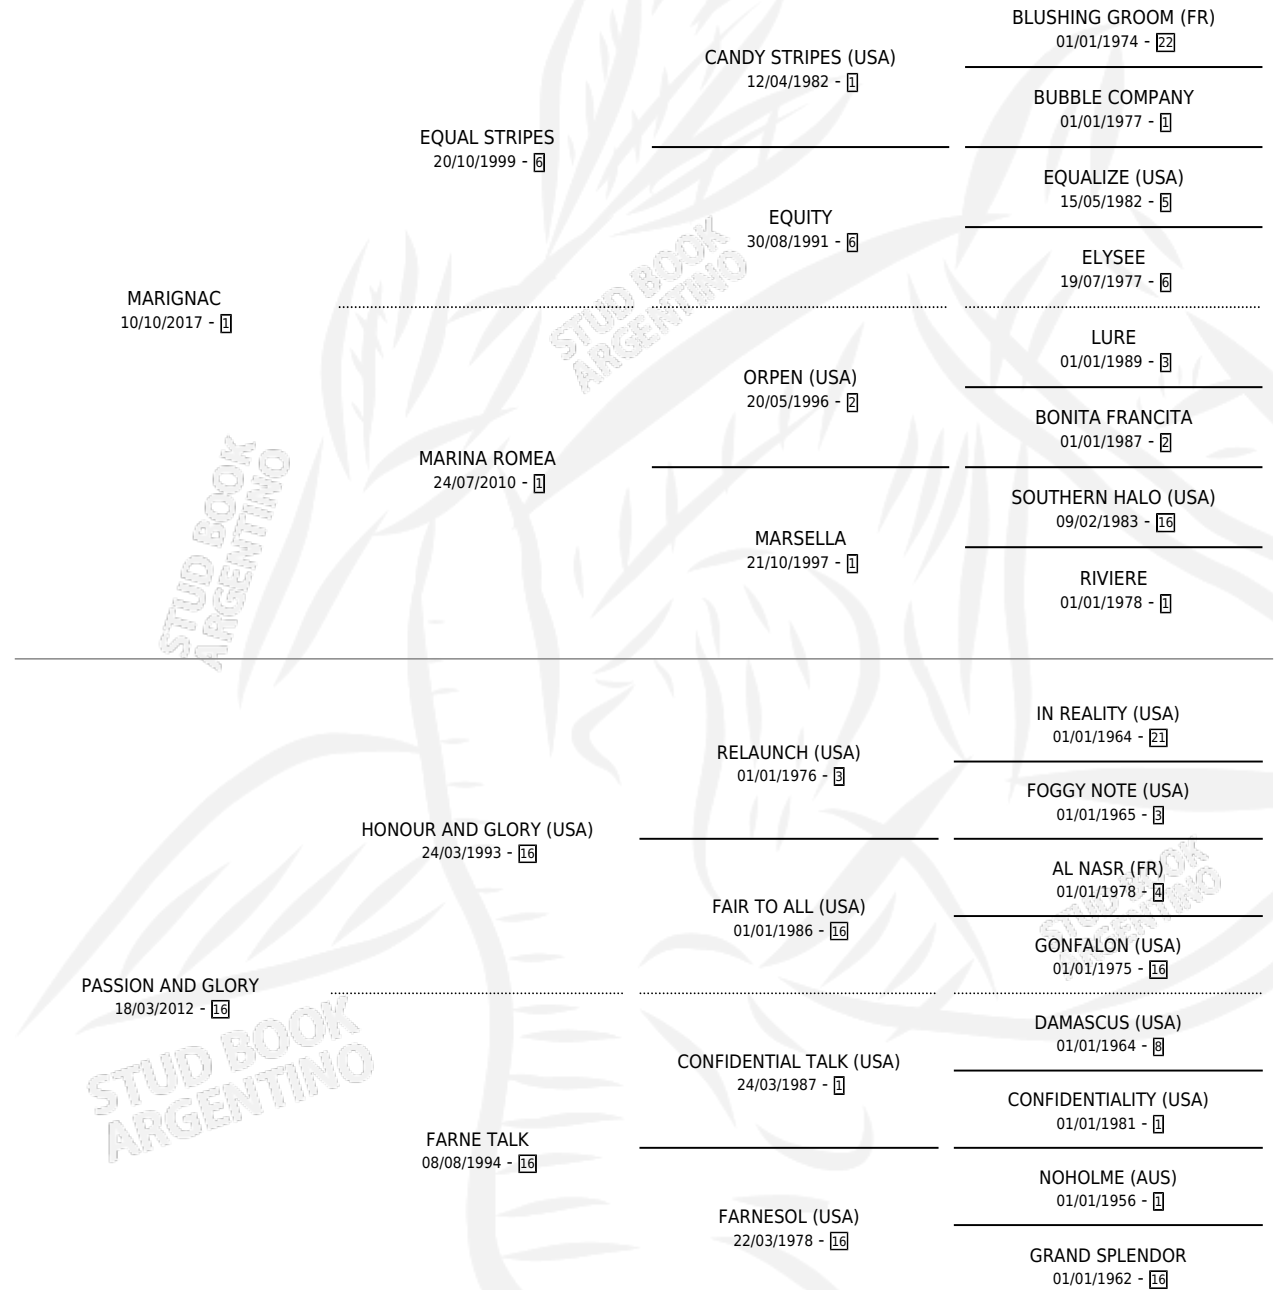 BLUSHING GROOM (FR)
01/01/1974 - 22
CANDY STRIPES (USA)
12/04/1982 - 1
BUBBLE COMPANY
01/01/1977 - 1
EQUAL STRIPES
20/10/1999 - 6
EQUALIZE (USA)
15/05/1982 - 5
EQUITY
30/08/1991 - 6
ELYSEE
19/07/1977 - 6
MARIGNAC
10/10/2017 - 1
LURE
01/01/1989 - 3
ORPEN (USA)
20/05/1996 - 2
BONITA FRANCITA
01/01/1987 - 2
MARINA ROMEA
24/07/2010 - 1
SOUTHERN HALO (USA)
09/02/1983 - 16
MARSELLA
21/10/1997 - 1
RIVIERE
01/01/1978 - 1
IN REALITY (USA)
01/01/1964 - 21
RELAUNCH (USA)
01/01/1976 - 3
FOGGY NOTE (USA)
01/01/1965 - 3
HONOUR AND GLORY (USA)
24/03/1993 - 16
AL NASR (FR)
01/01/1978 - 4
FAIR TO ALL (USA)
01/01/1986 - 16
GONFALON (USA)
01/01/1975 - 16
PASSION AND GLORY
18/03/2012 - 16
DAMASCUS (USA)
01/01/1964 - 8
CONFIDENTIAL TALK (USA)
24/03/1987 - 1
CONFIDENTIALITY (USA)
01/01/1981 - 1
FARNE TALK
08/08/1994 - 16
NOHOLME (AUS)
01/01/1956 - 1
FARNESOL (USA)
22/03/1978 - 16
GRAND SPLENDOR
01/01/1962 - 16
STUD BOOK
ARGENTINO
STUD BOOK
ARGENTINO
STUD BOOK
ARGENTINO
STUD BOOK
ARGENTINO